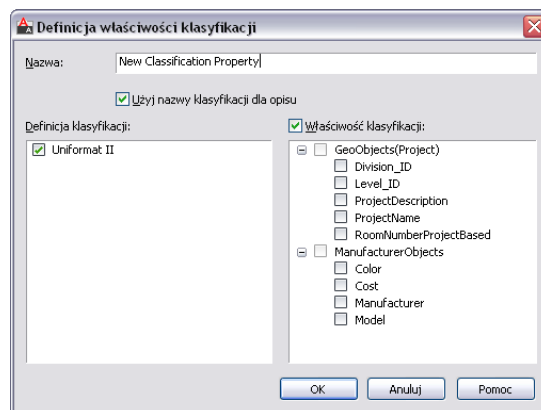 Definicja właściwości klasyfikacji
Nazwa:
New Classification Property
Użyj nazwy klasyfikacji dla opisu
Definicja klasyfikacji:
Uniformat II
Właściwość klasyfikacji:
GeoObjects(Project)
Division_ID
Level_ID
ProjectDescription
ProjectName
RoomNumberProjectBased
ManufacturerObjects
Color
Cost
Manufacturer
Model
OK
Anuluj
Pomoc